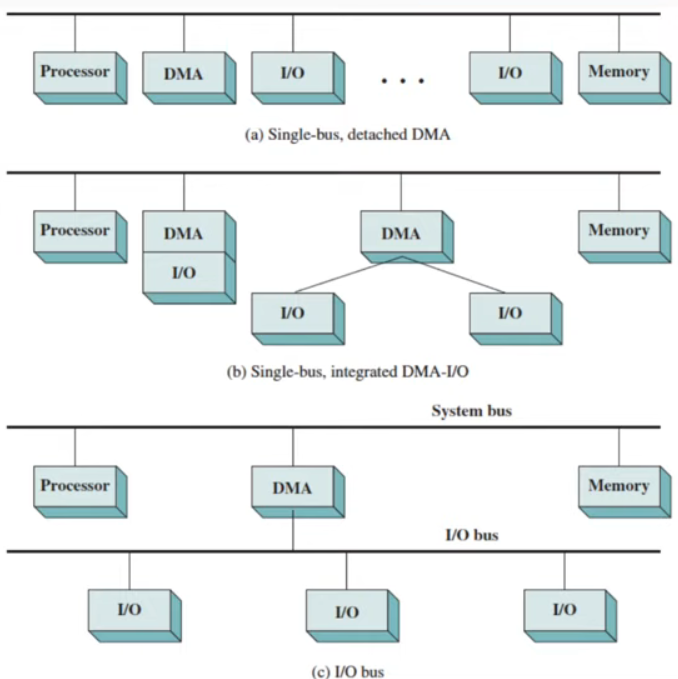 Processor DMA I/O . . . I/O Memory
(a) Single-bus, detached DMA
Processor DMA DMA Memory
I/O
I/O I/O
(b) Single-bus, integrated DMA-I/O
System bus
Processor DMA Memory
I/O bus
I/O I/O I/O
(c) I/O bus